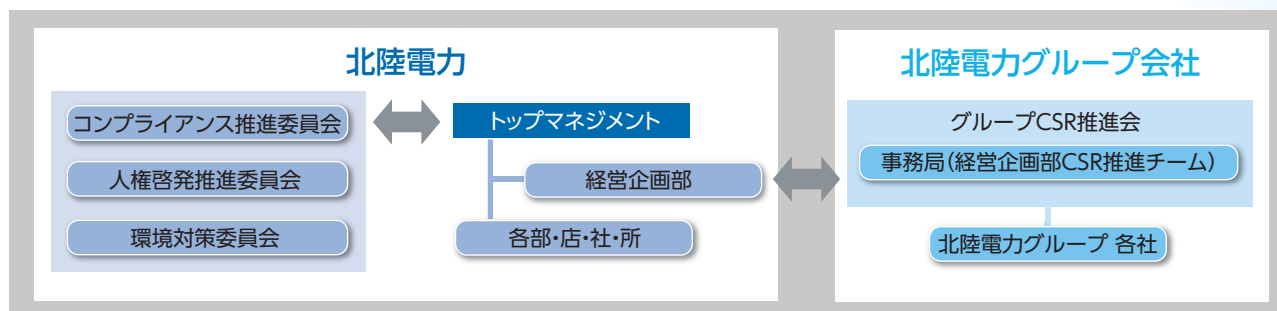 北陸電力
コンプライアンス推進委員会
人権啓発推進委員会
環境対策委員会
トップマネジメント
経営企画部
各部・店・社・所
北陸電力グループ会社
グループCSR推進会
事務局(経営企画部CSR推進チーム)
北陸電力グループ 各社